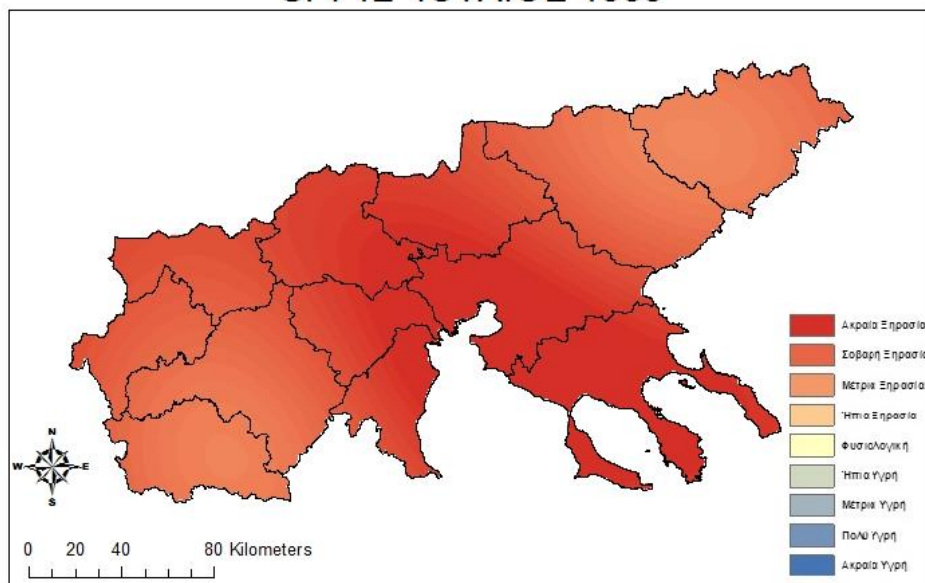 Ακραία Ξηρασία
Σοβαρή Ξηρασία
Μέτρια Ξηρασία
Ήπια Ξηρασία
Φυσιολογική
Ήπια Υγρή
Μέτρια Υγρή
Πολύ Υγρή
Ακραία Υγρή
N
W E
S
0 20 40 80 Kilometers